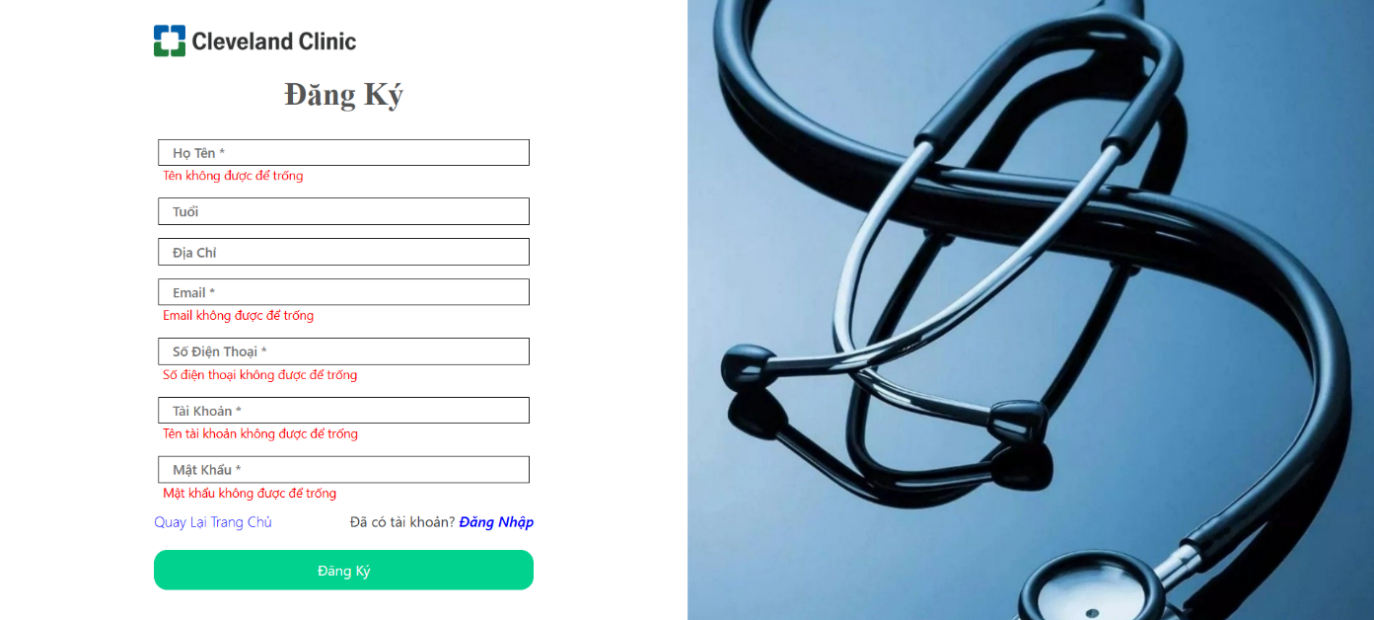 Cleveland Clinic
Đăng Ký
Họ Tên *
Tên không được để trống
Tuổi
Địa Chỉ
Email *
Email không được để trống
Số Điện Thoại *
Số điện thoại không được để trống
Tài Khoản *
Tên tài khoản không được để trống
Mật Khẩu *
Mật khẩu không được để trống
Quay Lại Trang Chủ Đã có tài khoản? Đăng Nhập
Đăng Ký